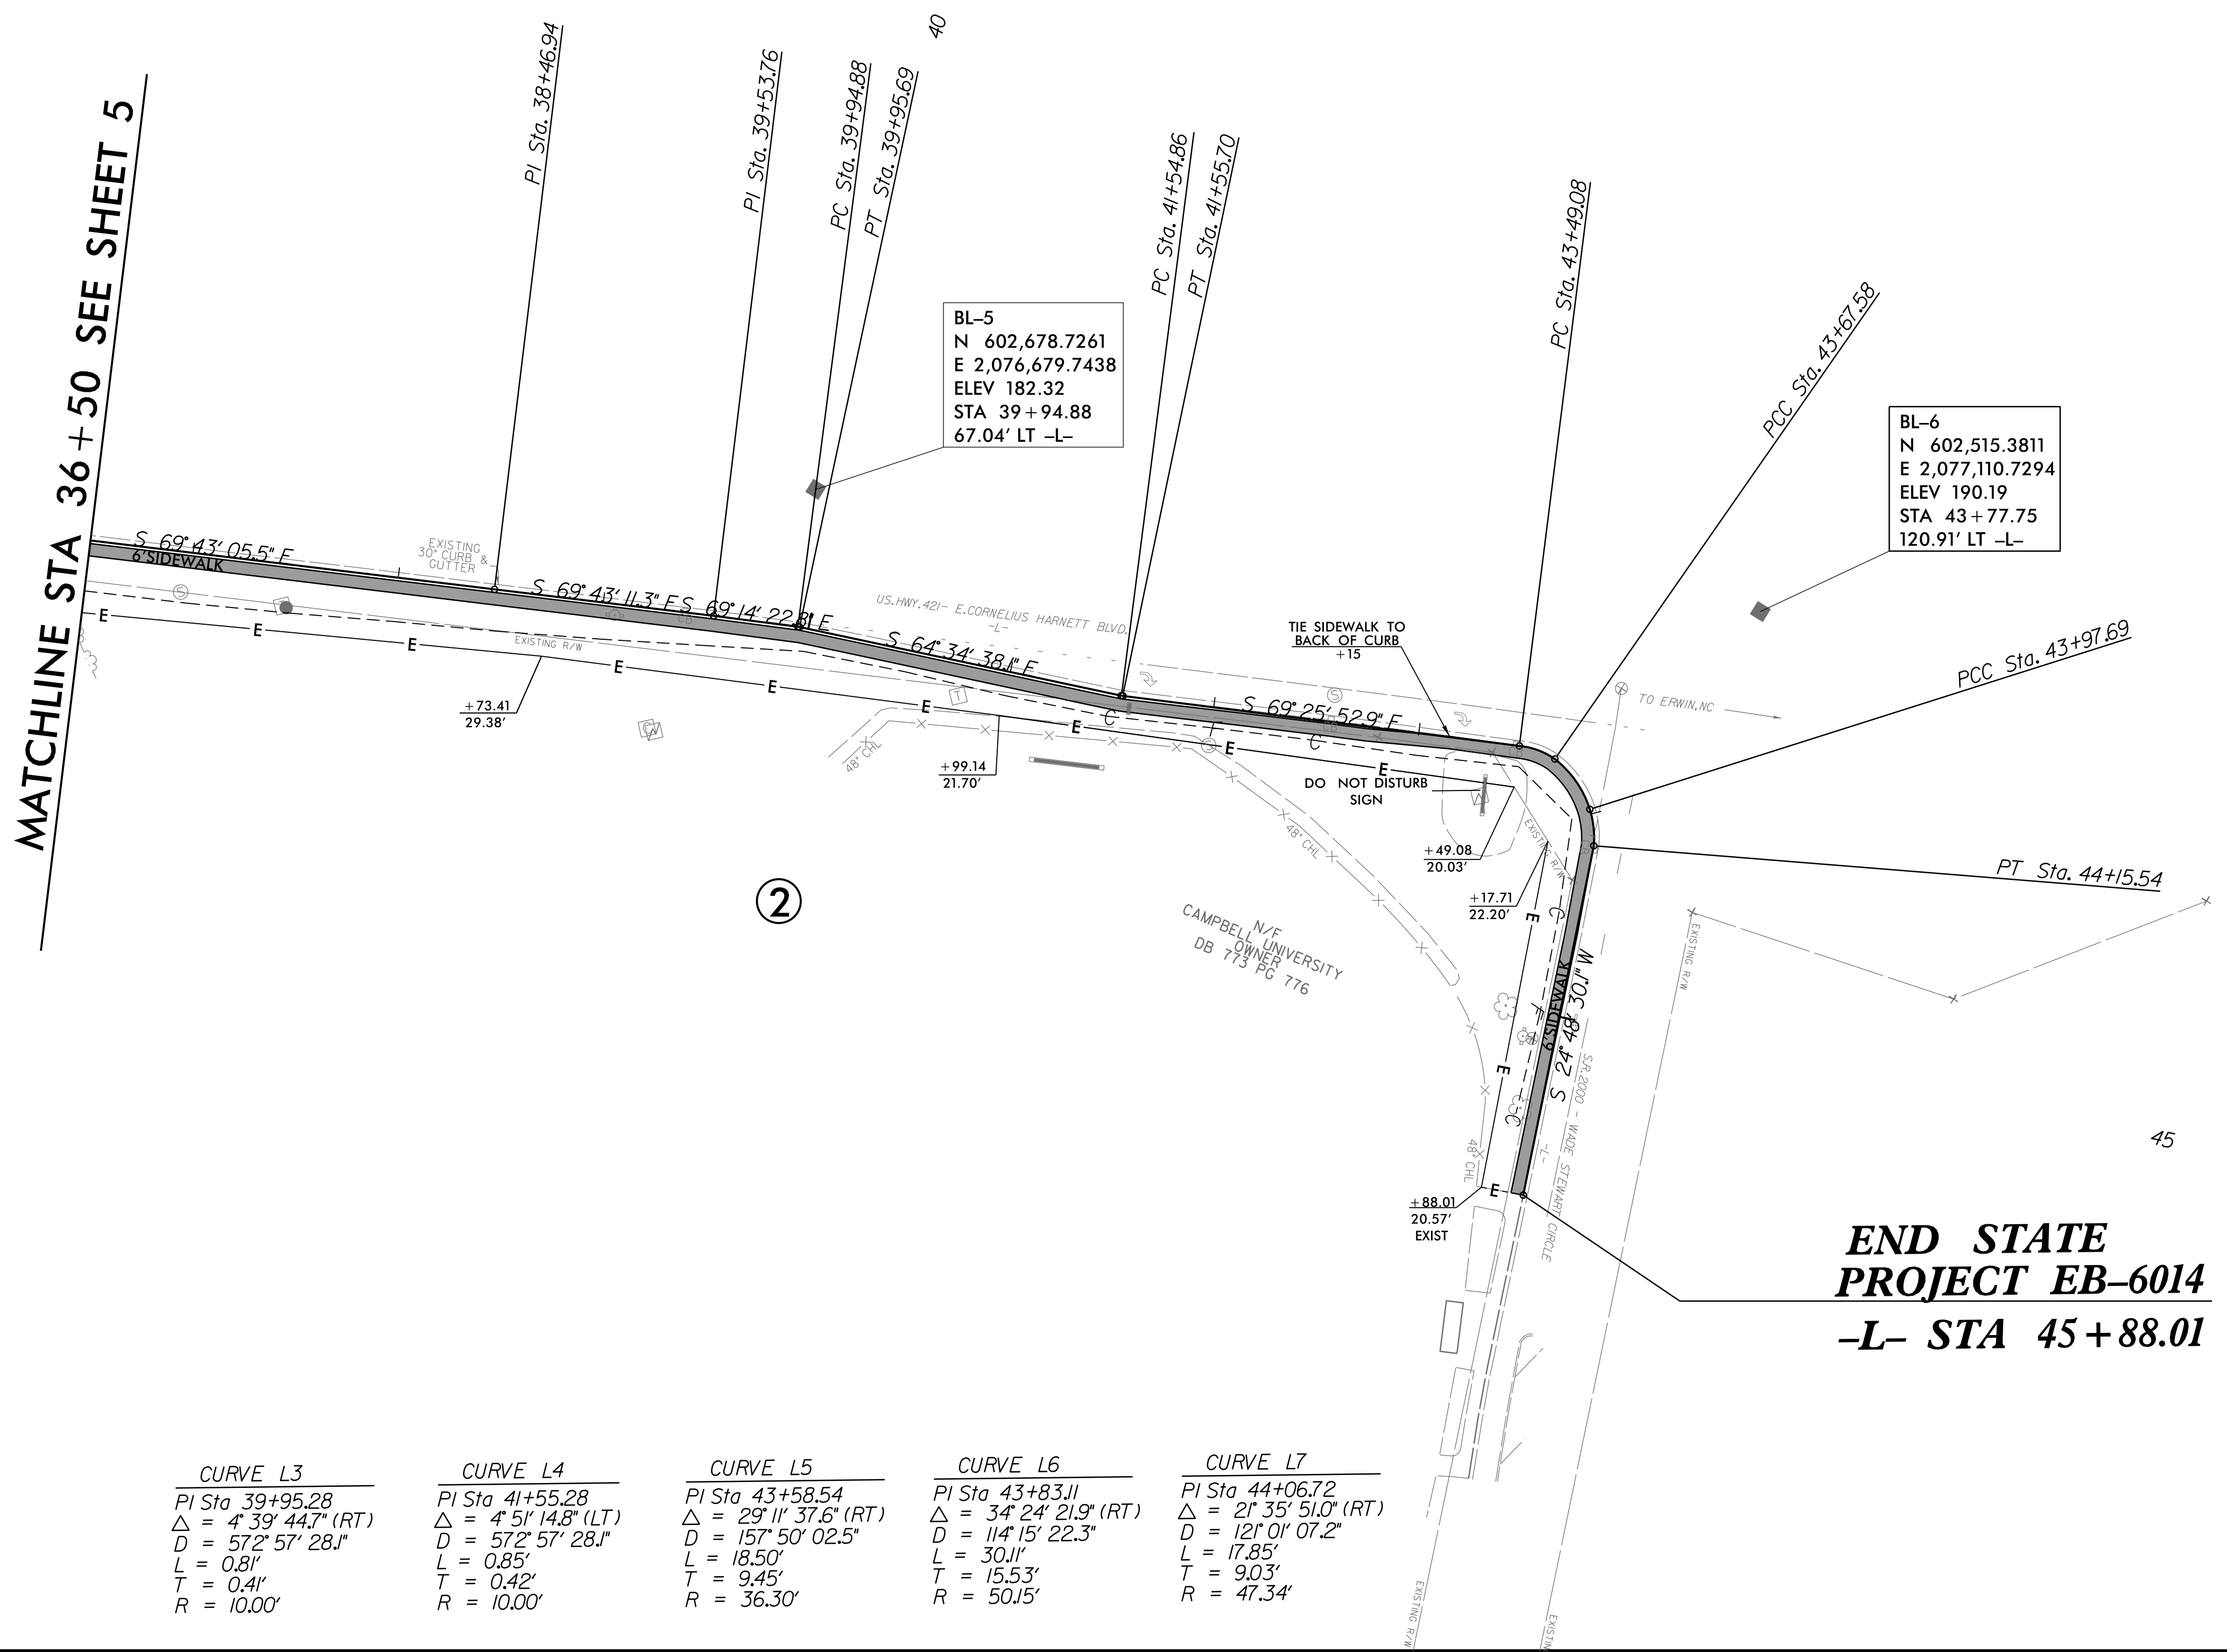 MATCHLINE STA 36+50 SEE SHEET 5
PI Sta. 38+46.94
PI Sta. 39+53.76
PC Sta. 39+94.88
PT Sta. 39+95.69
40
PC Sta. 41+54.86
PT Sta. 41+55.70
PC Sta. 43+49.08
PCC Sta. 43+67.58
PCC Sta. 43+97.69
PT Sta. 44+15.54
BL–5
N 602,678.7261
E 2,076,679.7438
ELEV 182.32
STA 39+94.88
67.04' LT –L–
BL–6
N 602,515.3811
E 2,077,110.7294
ELEV 190.19
STA 43+77.75
120.91' LT –L–
S 69° 43' 05.5" E
6'SIDEWALK
EXISTING
30" CURB &
GUTTER
S 69° 43' 11.3" E
S 69° 14' 22.8" E
CB
US.HWY.421- E.CORNELIUS HARNETT BLVD.
-L-
S 64° 34' 38.1" E
TIE SIDEWALK TO
BACK OF CURB
+15
S 69° 25' 52.9" E
CB
TO ERWIN,NC
S
E E E E E E E E E
EXISTING R/W
+73.41
29.38'
T
C
F
C
S
S
48" CHL
+99.14
21.70'
DO NOT DISTURB
SIGN
48" CHL
EXISTING R/W
+49.08
20.03'
+17.71
22.20'
2
N/F
CAMPBELL UNIVERSITY
OWNER
DB 773 PG 776
EXISTING R/W
E
C
6'SIDEWALK
S 24° 48' 30.1" W
F
E
C
S.R.2000 - WADE STEWART CIRCLE
-L-
48" CHL
E
45
+88.01
20.57'
EXIST
END STATE
PROJECT EB–6014
–L– STA 45+88.01
CURVE L3
PI Sta 39+95.28
△ = 4° 39' 44.7" (RT)
D = 572° 57' 28.1"
L = 0.81'
T = 0.41'
R = 10.00'
CURVE L4
PI Sta 41+55.28
△ = 4° 51' 14.8" (LT)
D = 572° 57' 28.1"
L = 0.85'
T = 0.42'
R = 10.00'
CURVE L5
PI Sta 43+58.54
△ = 29° 11' 37.6" (RT)
D = 157° 50' 02.5"
L = 18.50'
T = 9.45'
R = 36.30'
CURVE L6
PI Sta 43+83.11
△ = 34° 24' 21.9" (RT)
D = 114° 15' 22.3"
L = 30.11'
T = 15.53'
R = 50.15'
CURVE L7
PI Sta 44+06.72
△ = 21° 35' 51.0" (RT)
D = 121° 01' 07.2"
L = 17.85'
T = 9.03'
R = 47.34'
EXISTING R/W
EXISTIN